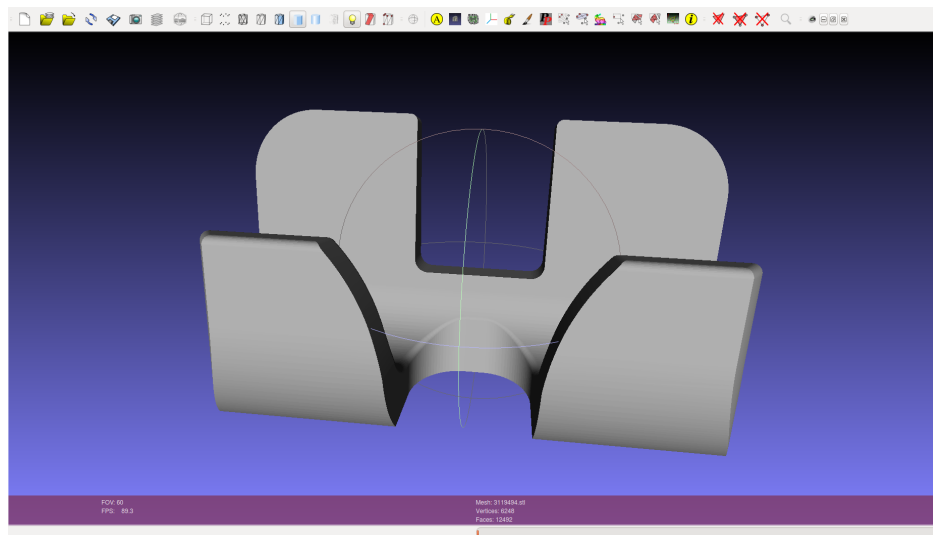 A
i
FOV: 60
FPS: 89.3
Mesh: 3119494.stl
Vertices: 6248
Faces: 12492